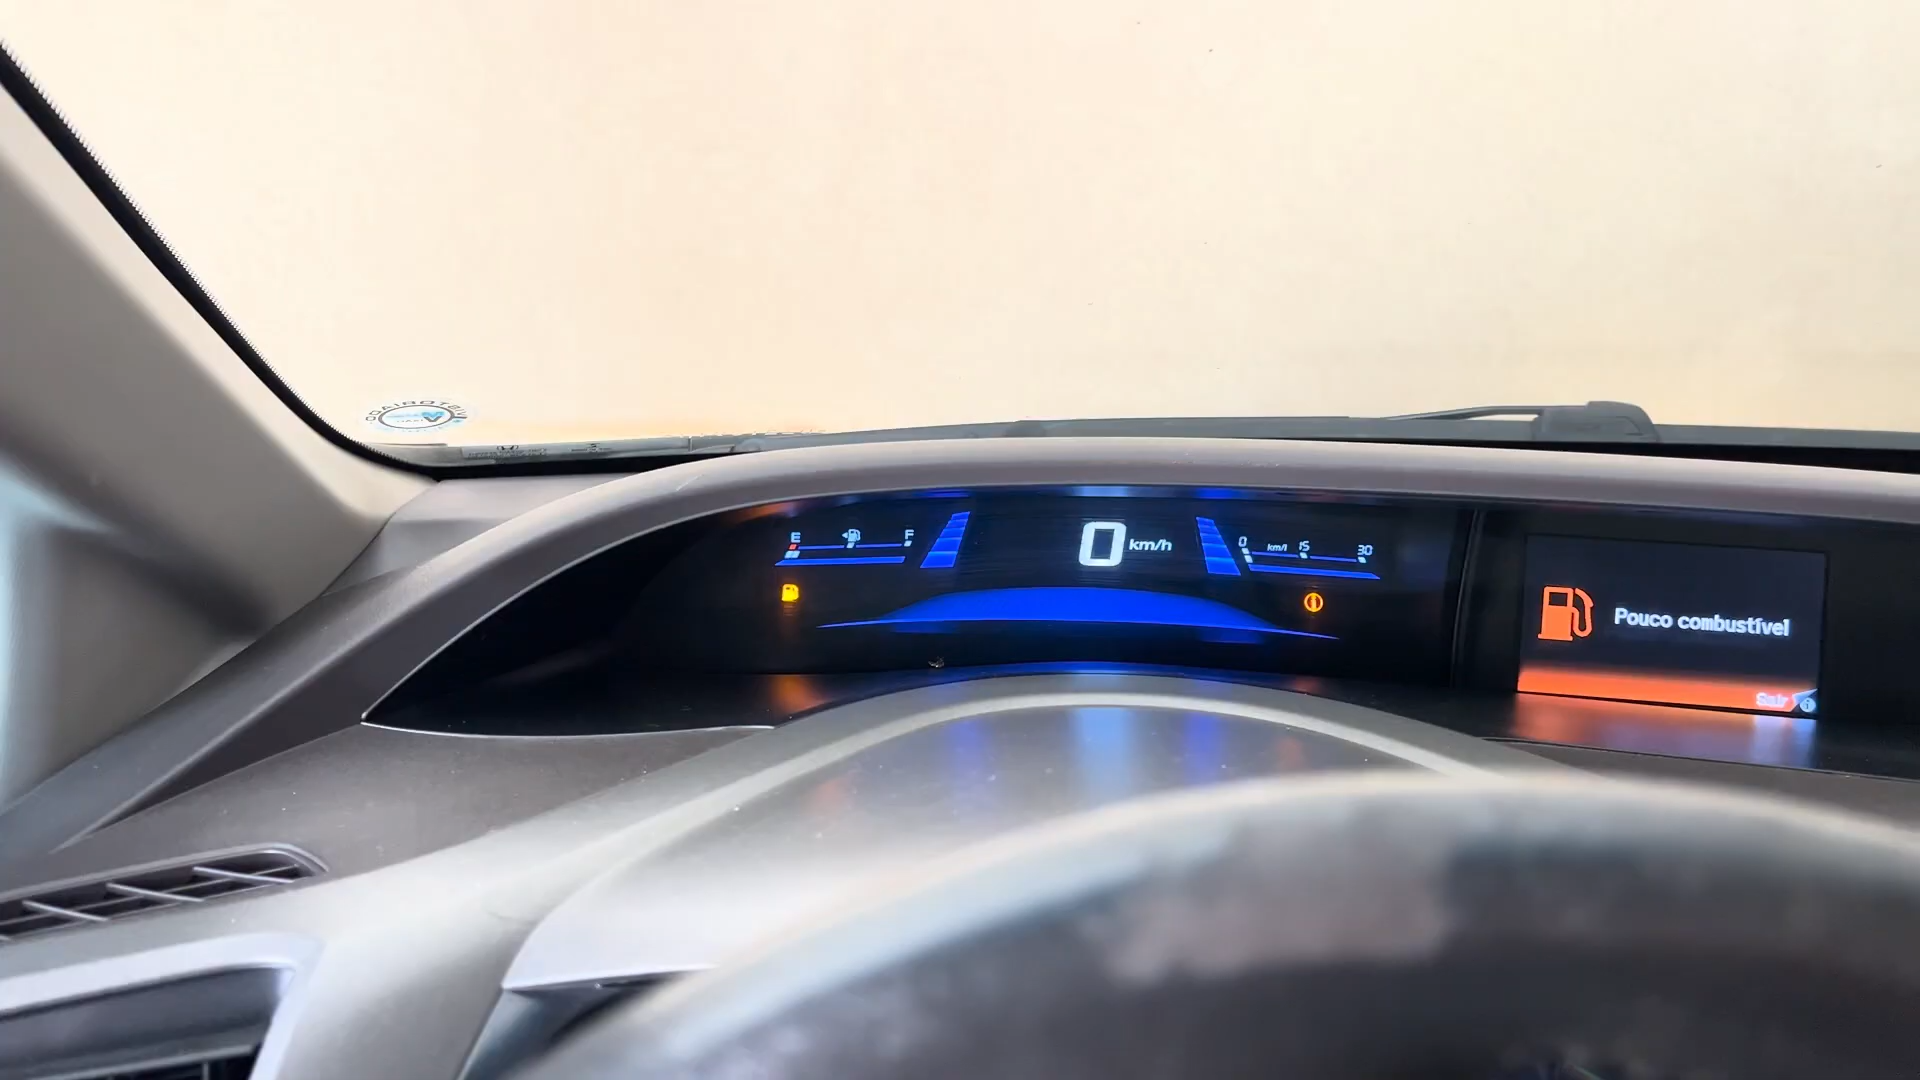 E F
0 km/h
0 km/l 15 30
Pouco combustível
Sair